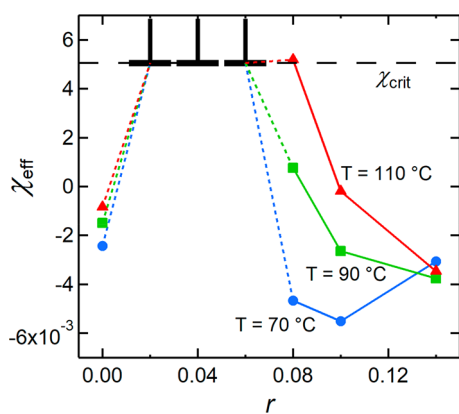 6
4
2
0
-2
-4
-6x10⁻³
χeff
χcrit
T = 110 °C
T = 90 °C
T = 70 °C
0.00 0.04 0.08 0.12
r